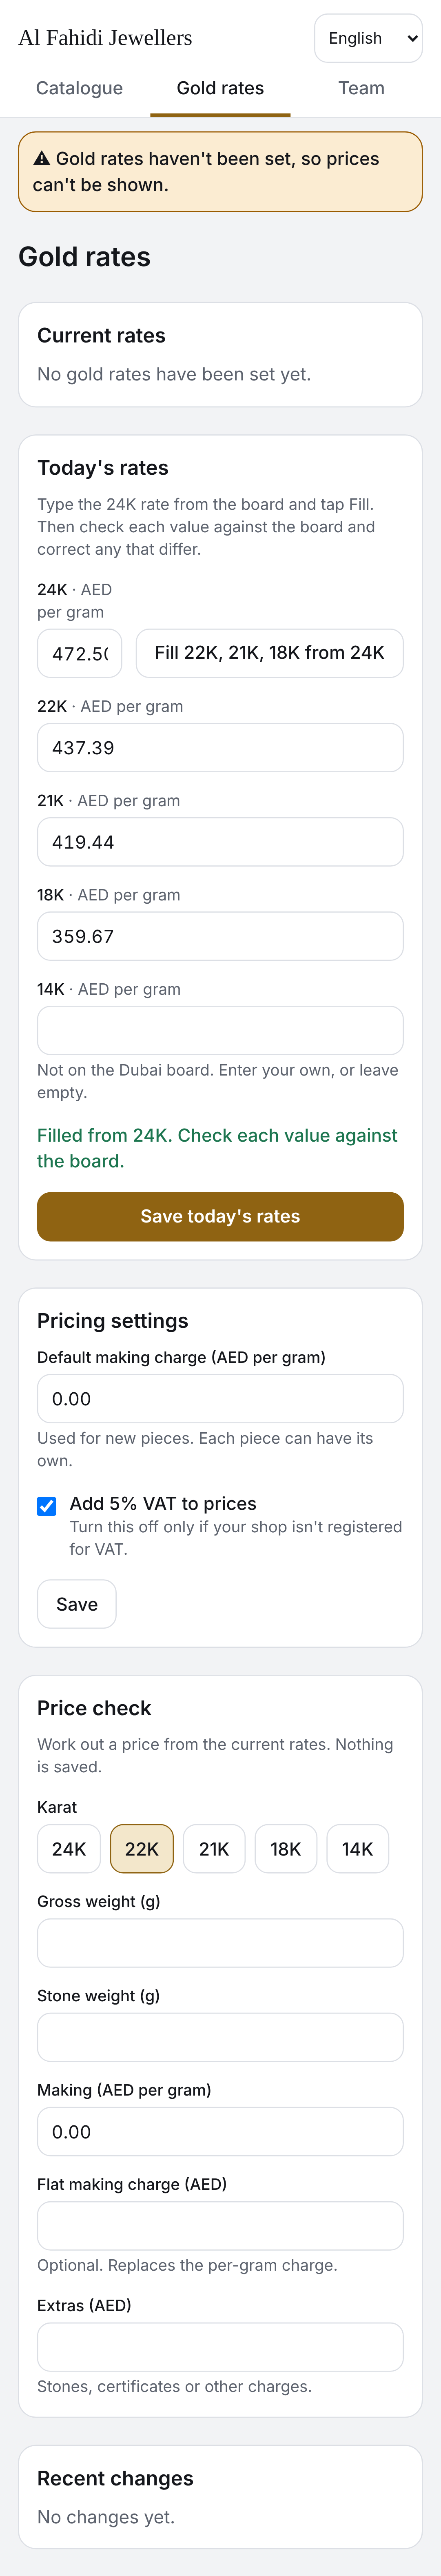 Al Fahidi Jewellers
English
Catalogue
Gold rates
Team
⚠ Gold rates haven't been set, so prices
can't be shown.
Gold rates
Current rates
No gold rates have been set yet.
Today's rates
Type the 24K rate from the board and tap Fill.
Then check each value against the board and
correct any that differ.
24K · AED
per gram
472.50
Fill 22K, 21K, 18K from 24K
22K · AED per gram
437.39
21K · AED per gram
419.44
18K · AED per gram
359.67
14K · AED per gram
Not on the Dubai board. Enter your own, or leave
empty.
Filled from 24K. Check each value against
the board.
Save today's rates
Pricing settings
Default making charge (AED per gram)
0.00
Used for new pieces. Each piece can have its
own.
Add 5% VAT to prices
Turn this off only if your shop isn't registered
for VAT.
Save
Price check
Work out a price from the current rates. Nothing
is saved.
Karat
24K
22K
21K
18K
14K
Gross weight (g)
Stone weight (g)
Making (AED per gram)
0.00
Flat making charge (AED)
Optional. Replaces the per-gram charge.
Extras (AED)
Stones, certificates or other charges.
Recent changes
No changes yet.